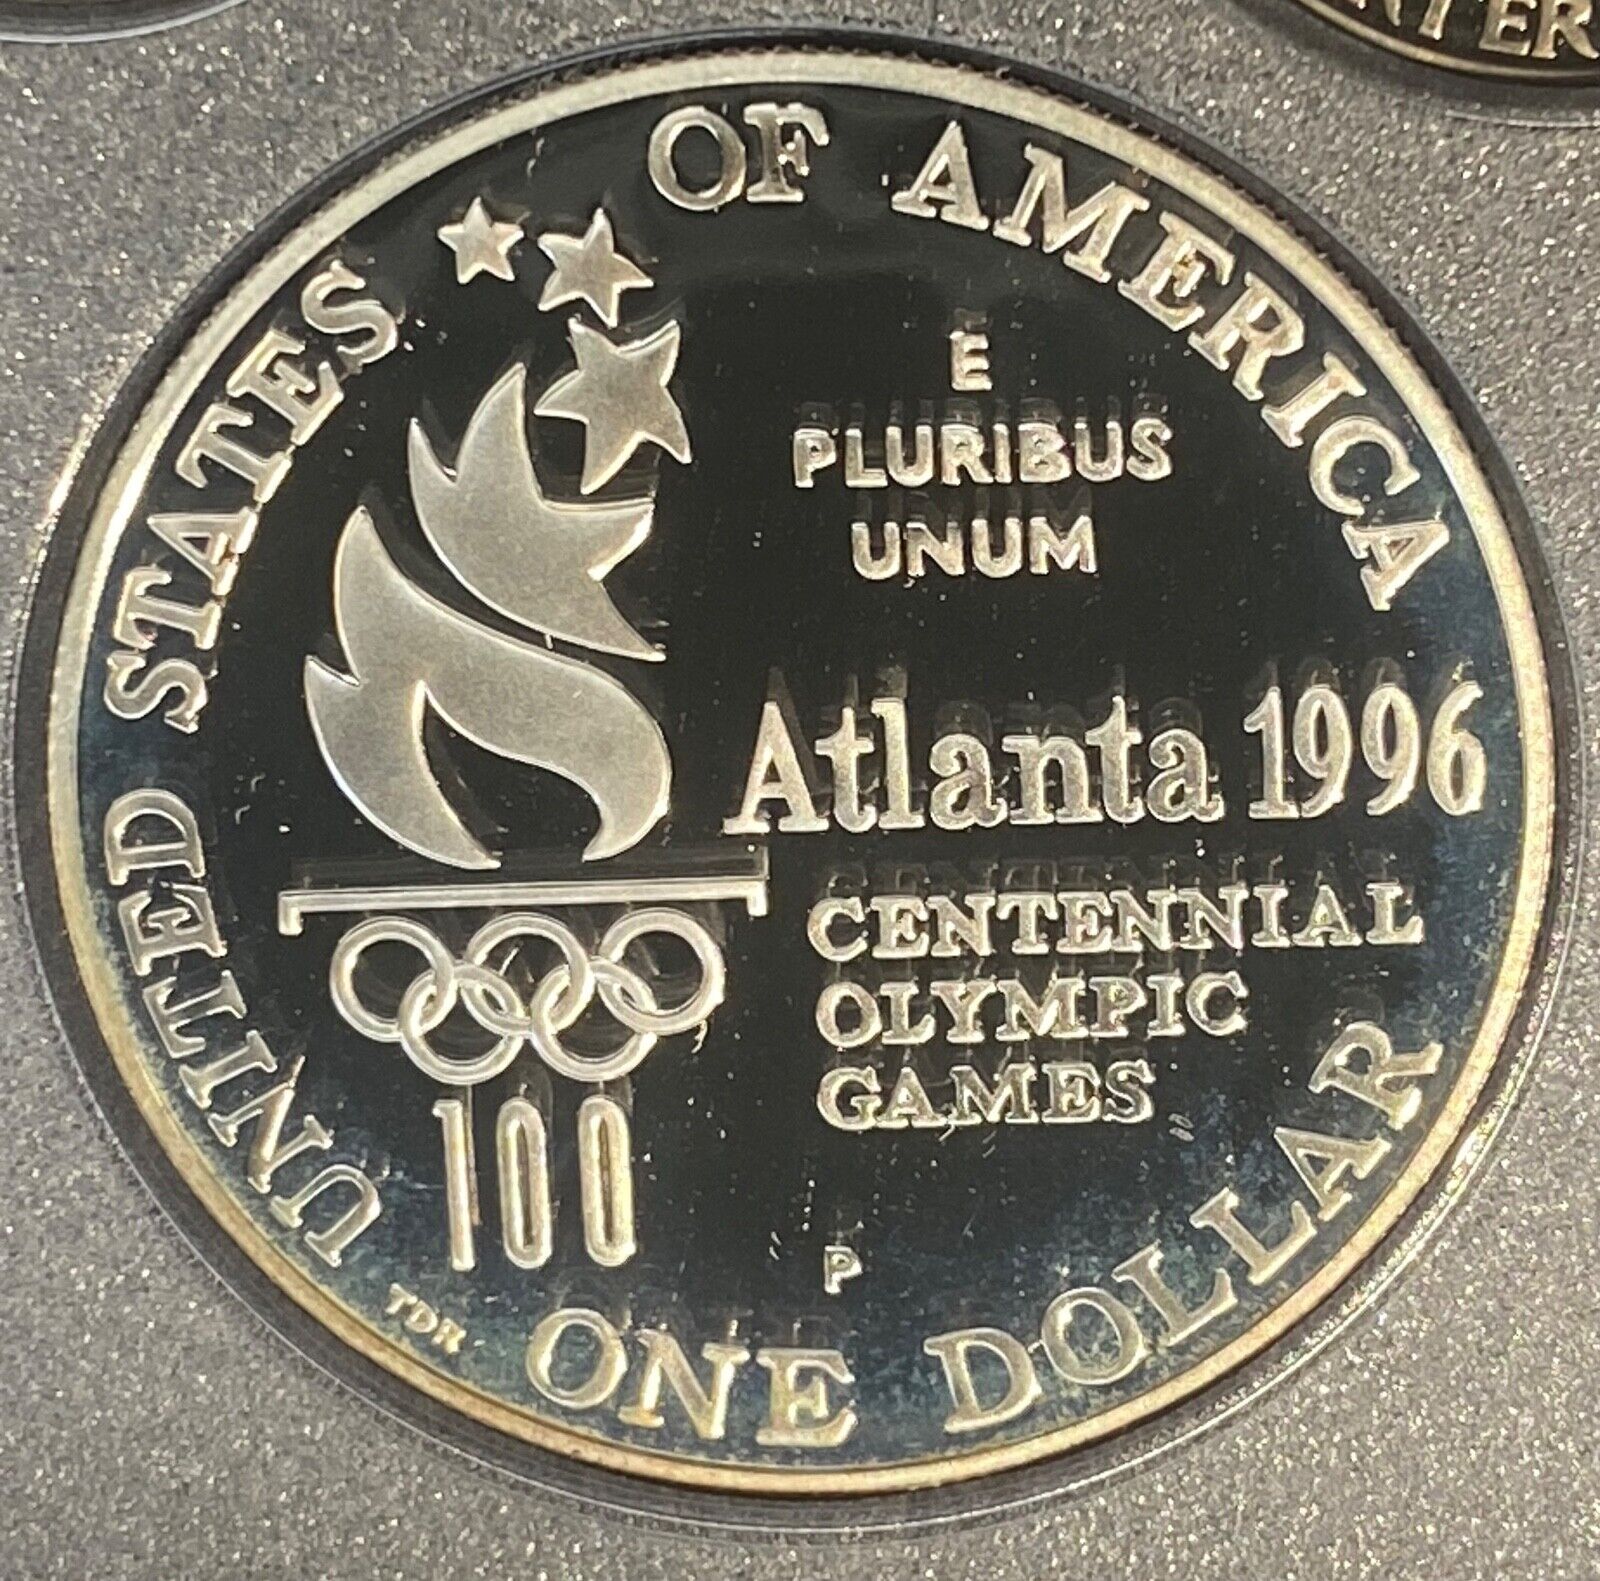 UNITED STATES OF AMERICA
E
PLURIBUS
UNUM
Atlanta 1996
CENTENNIAL
OLYMPIC
GAMES
100
P
TDR
ONE DOLLAR